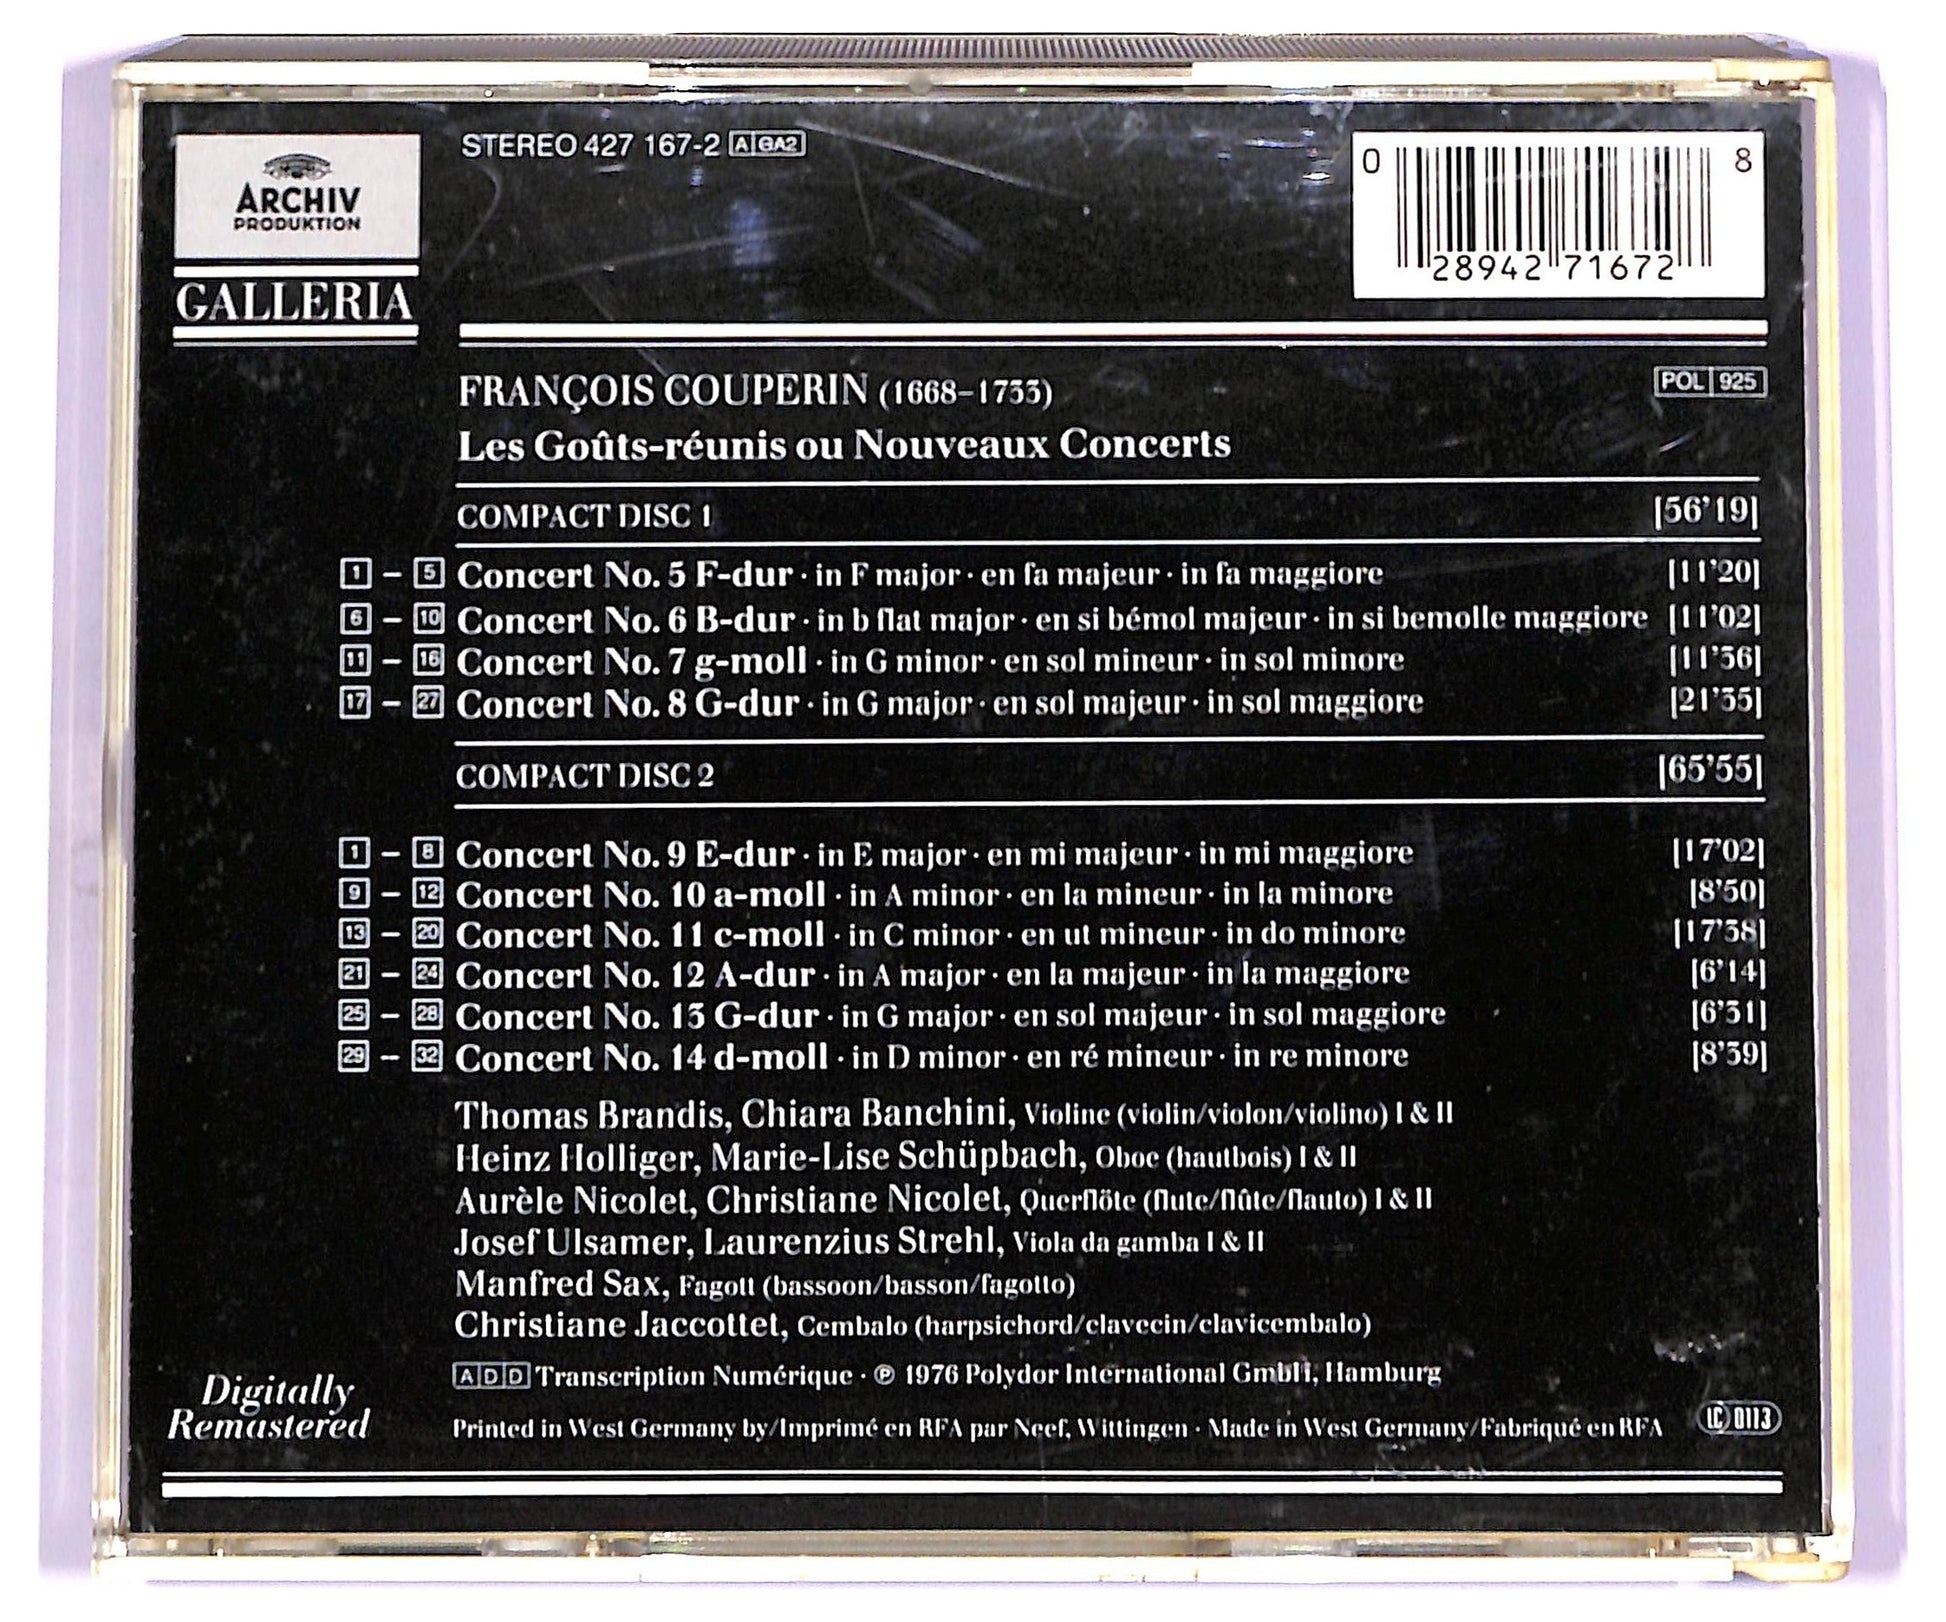 ARCHIV
PRODUKTION
GALLERIA
STEREO 427 167-2 A GA2
0 28942 71672 8
FRANÇOIS COUPERIN (1668–1733)
POL 925
Les Goûts-réunis ou Nouveaux Concerts
COMPACT DISC 1 [56'19]
1 – 5 Concert No. 5 F-dur · in F major · en fa majeur · in fa maggiore [11'20]
6 – 10 Concert No. 6 B-dur · in b flat major · en si bémol majeur · in si bemolle maggiore [11'02]
11 – 16 Concert No. 7 g-moll · in G minor · en sol mineur · in sol minore [11'36]
17 – 27 Concert No. 8 G-dur · in G major · en sol majeur · in sol maggiore [21'35]
COMPACT DISC 2 [65'55]
1 – 8 Concert No. 9 E-dur · in E major · en mi majeur · in mi maggiore [17'02]
9 – 12 Concert No. 10 a-moll · in A minor · en la mineur · in la minore [8'50]
13 – 20 Concert No. 11 c-moll · in C minor · en ut mineur · in do minore [17'38]
21 – 24 Concert No. 12 A-dur · in A major · en la majeur · in la maggiore [6'14]
25 – 28 Concert No. 13 G-dur · in G major · en sol majeur · in sol maggiore [6'31]
29 – 32 Concert No. 14 d-moll · in D minor · en ré mineur · in re minore [8'39]
Thomas Brandis, Chiara Banchini, Violine (violin/violon/violino) I & II
Heinz Holliger, Marie-Lise Schüpbach, Oboe (hautbois) I & II
Aurèle Nicolet, Christiane Nicolet, Querflöte (flute/flûte/flauto) I & II
Josef Ulsamer, Laurenzius Strehl, Viola da gamba I & II
Manfred Sax, Fagott (bassoon/basson/fagotto)
Christiane Jaccottet, Cembalo (harpsichord/clavecin/clavicembalo)
ADD Transcription Numérique · ℗ 1976 Polydor International GmbH, Hamburg
Digitally
Remastered
Printed in West Germany by/Imprimé en RFA par Neef, Wittingen · Made in West Germany/Fabriqué en RFA
LC 0113